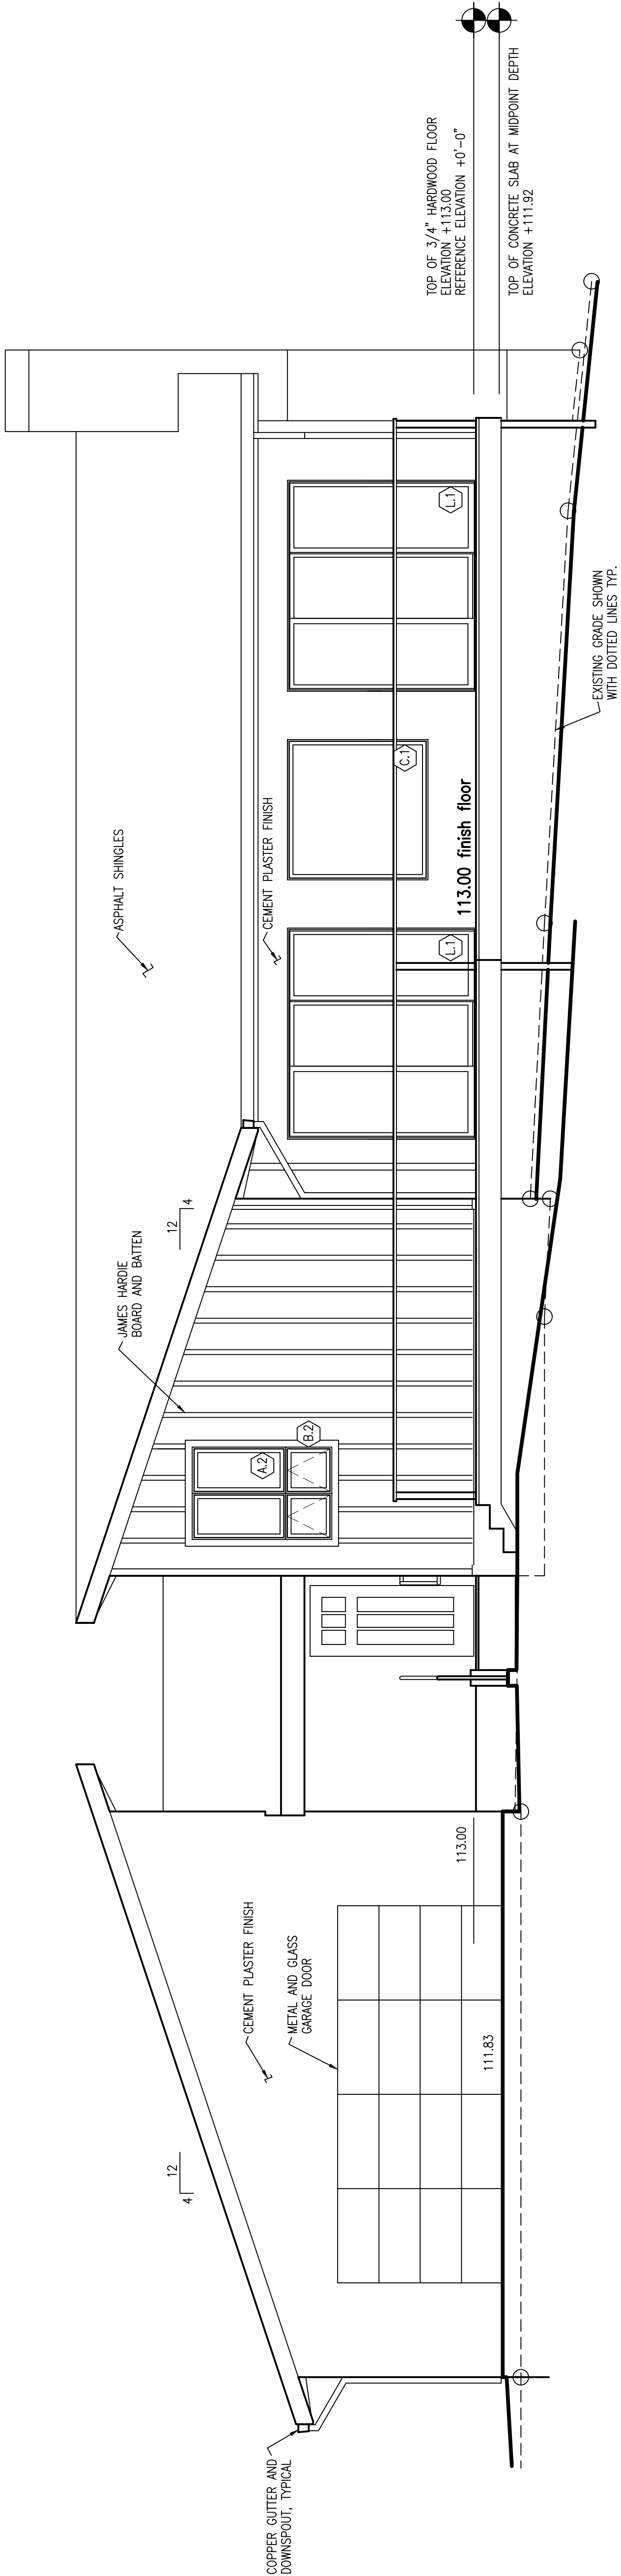 COPPER GUTTER AND
DOWNSPOUT, TYPICAL
4
12
CEMENT PLASTER FINISH
METAL AND GLASS
GARAGE DOOR
111.83
113.00
JAMES HARDIE
BOARD AND BATTEN
A.2
B.2
12
4
ASPHALT SHINGLES
CEMENT PLASTER FINISH
L.1
113.00 finish floor
C.1
L.1
EXISTING GRADE SHOWN
WITH DOTTED LINES TYP.
TOP OF 3/4" HARDWOOD FLOOR
ELEVATION +113.00
REFERENCE ELEVATION +0'-0"
TOP OF CONCRETE SLAB AT MIDPOINT DEPTH
ELEVATION +111.92